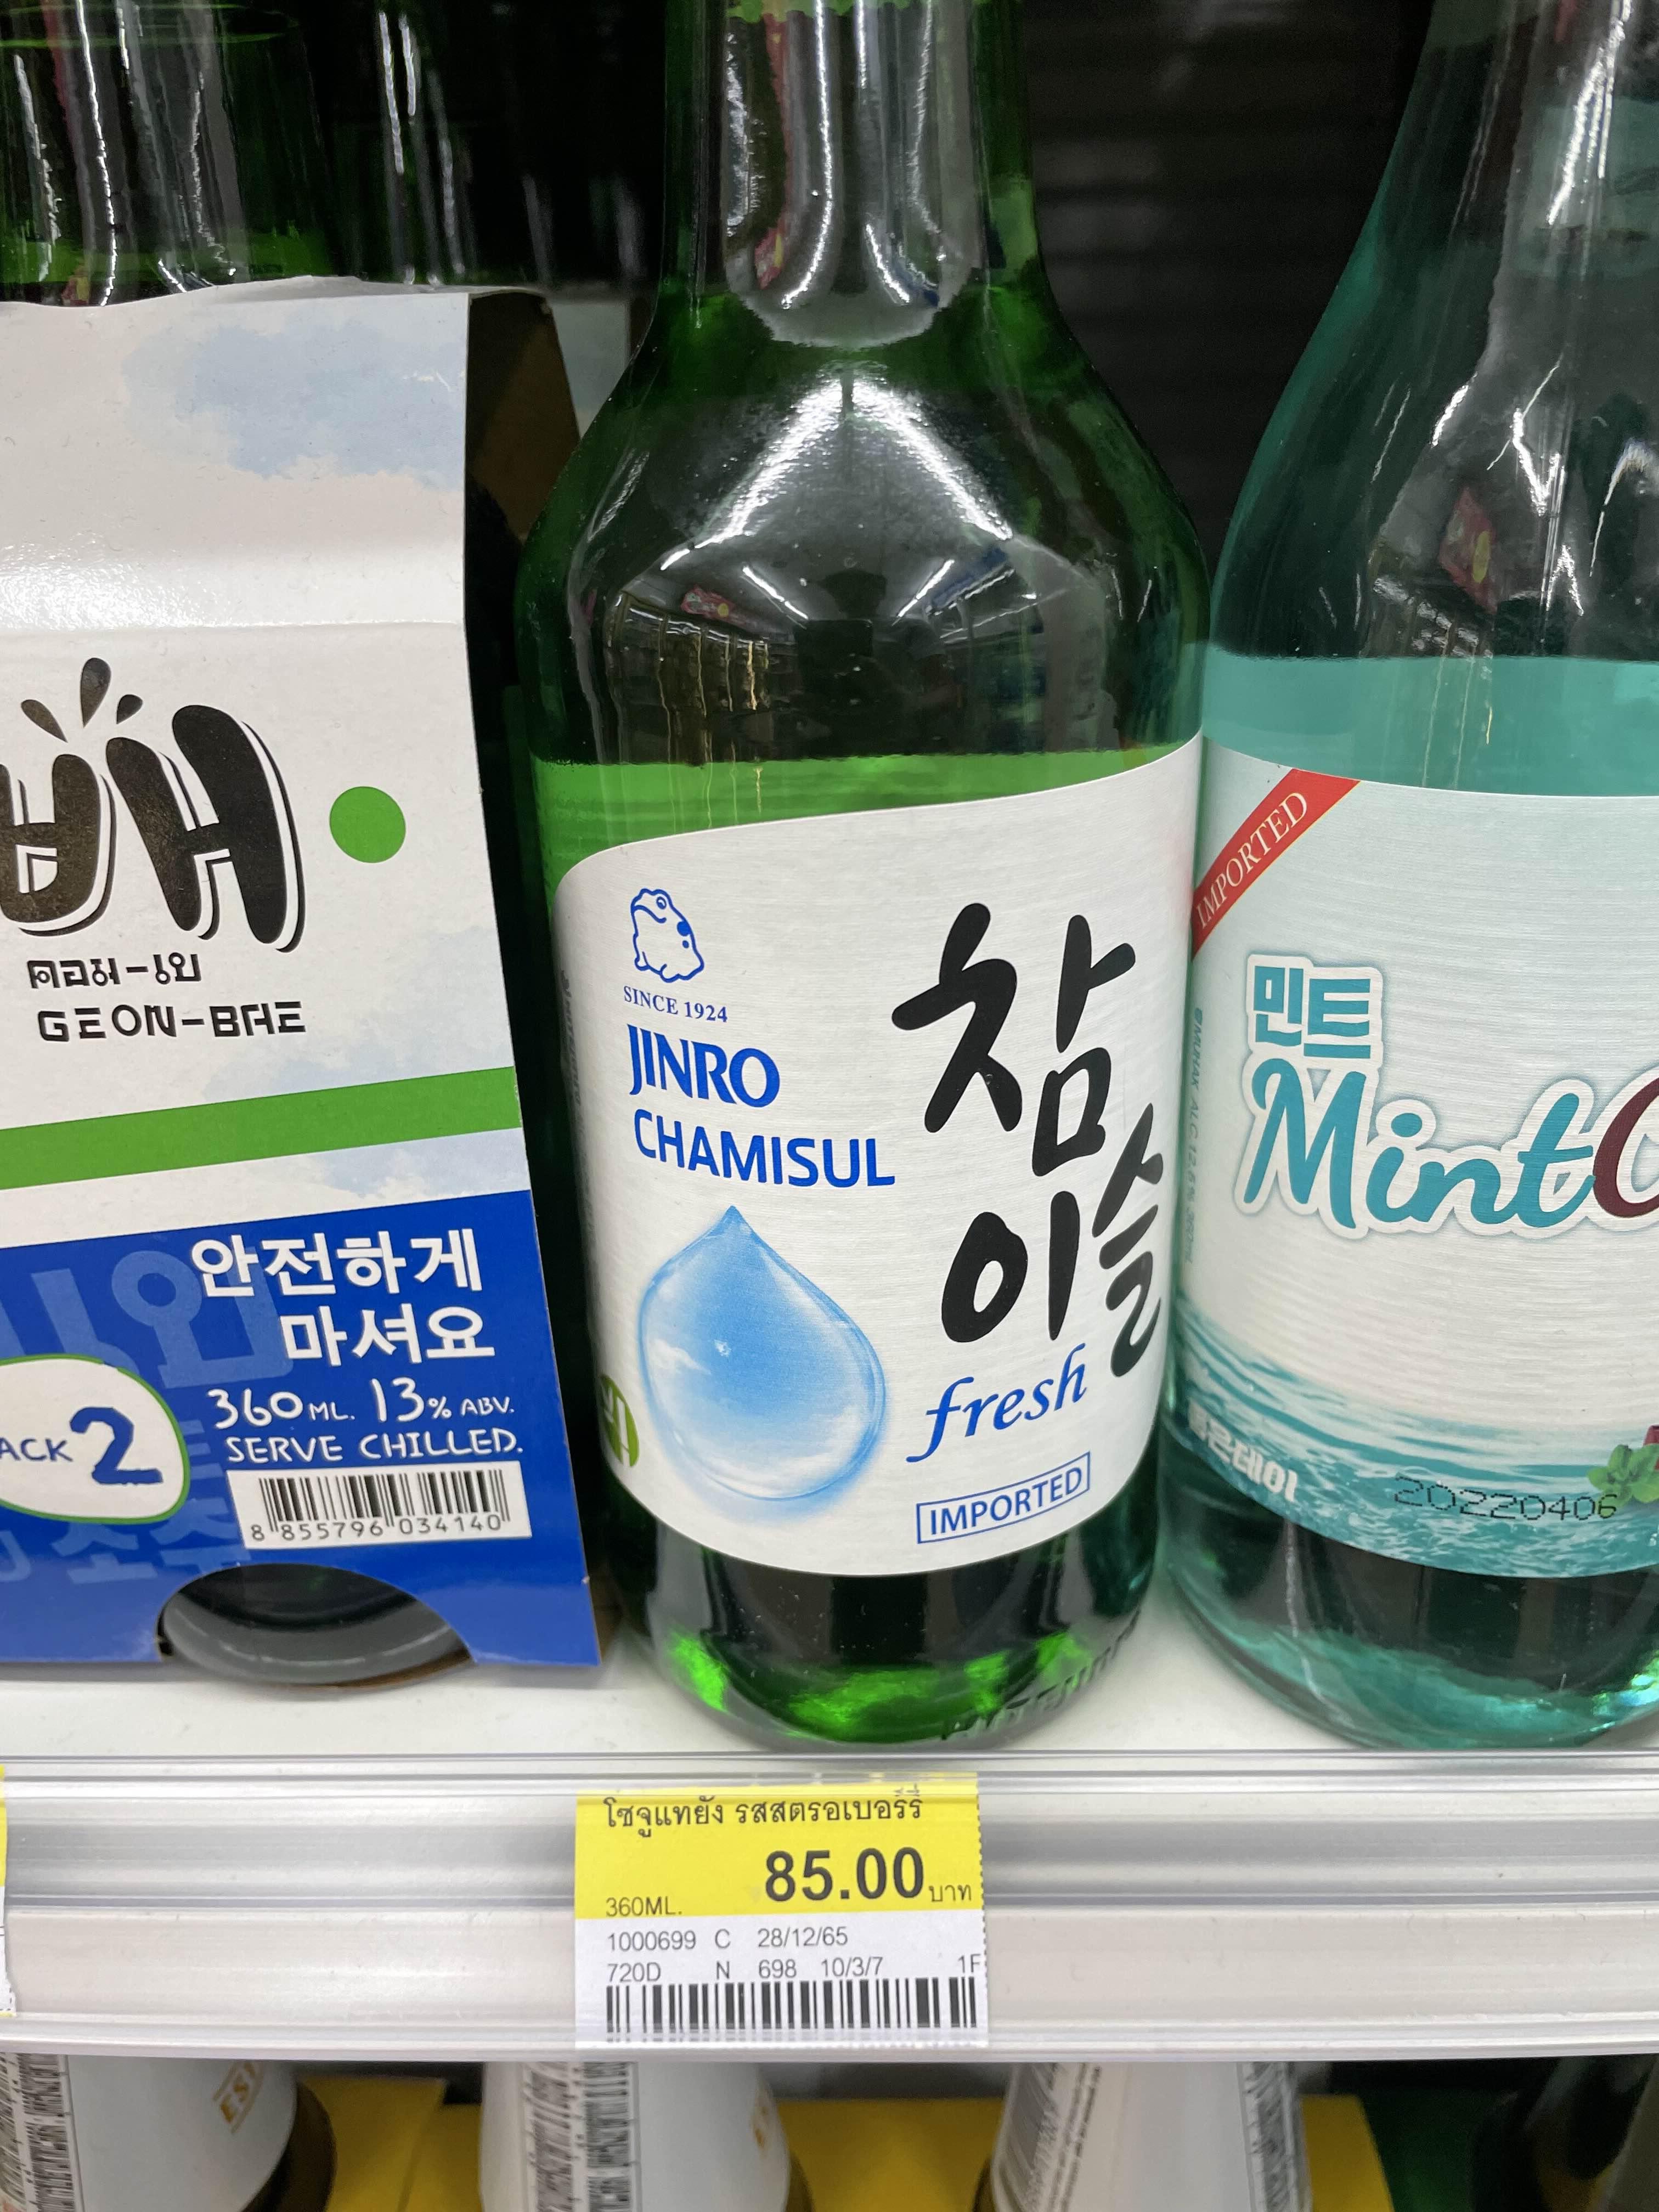 คอม-เบ
GEON-BAE
안전하게
마셔요
360ML. 13% ABV.
SERVE CHILLED.
2
8 855796 034140
SINCE 1924
JINRO
CHAMISUL
참
이슬
fresh
IMPORTED
IMPORTED
민트
Mint
20220406
โซจูแทยัง รสสตรอเบอร์รี่
85.00 บาท
360ML.
1000699 C 28/12/65
720D N 698 10/3/7 1F